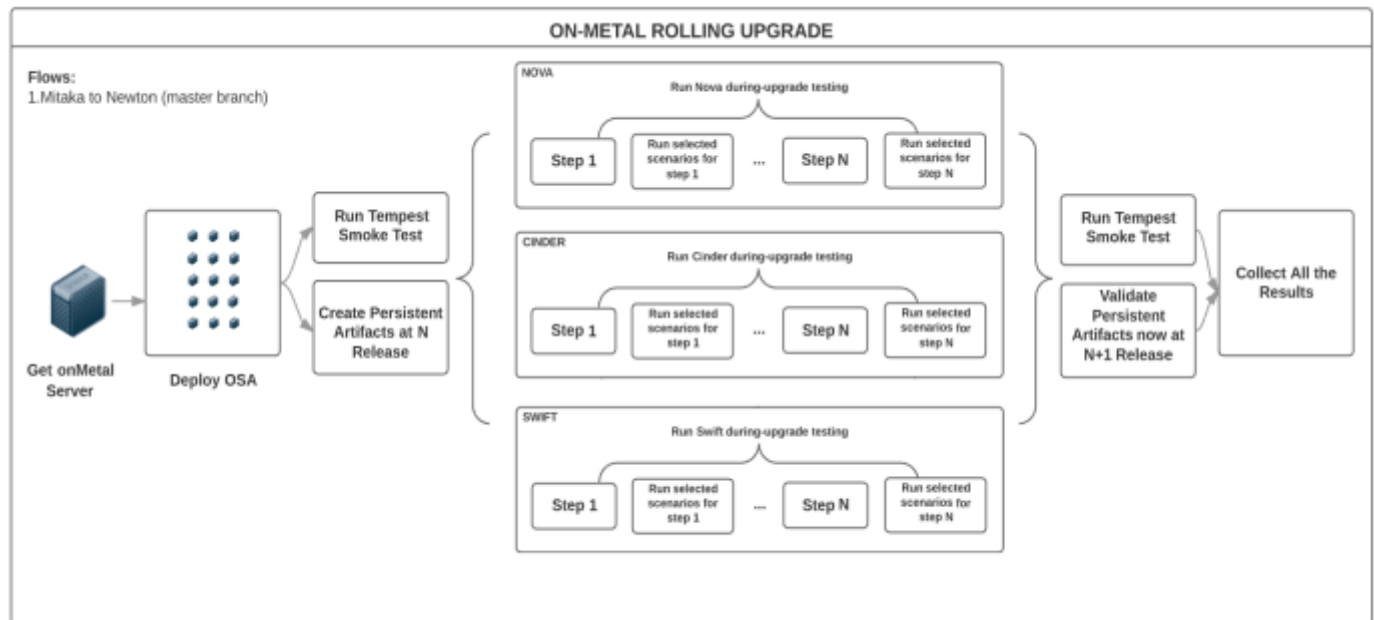 ON-METAL ROLLING UPGRADE
Flows:
1.Mitaka to Newton (master branch)
Get onMetal
Server
Deploy OSA
Run Tempest
Smoke Test
Create Persistent
Artifacts at N
Release
NOVA
Run Nova during-upgrade testing
Step 1
Run selected
scenarios for
step 1
...
Step N
Run selected
scenarios for
step N
CINDER
Run Cinder during-upgrade testing
Step 1
Run selected
scenarios for
step 1
...
Step N
Run selected
scenarios for
step N
SWIFT
Run Swift during-upgrade testing
Step 1
Run selected
scenarios for
step 1
...
Step N
Run selected
scenarios for
step N
Run Tempest
Smoke Test
Validate
Persistent
Artifacts now at
N+1 Release
Collect All the
Results